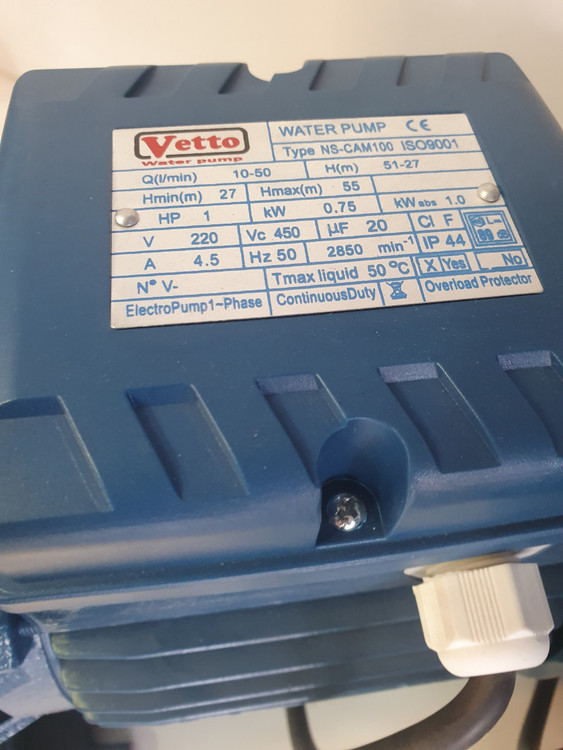 Vetto
Water pump
WATER PUMP CE
Type NS-CAM100 ISO9001
Q(l/min) 10-50 H(m) 51-27
Hmin(m) 27 Hmax(m) 55
HP 1 kW 0.75 kW abs 1.0
V 220 Vc 450 µF 20 Cl F
A 4.5 Hz 50 2850 min-1 IP 44
N° V- Tmax liquid 50 °C X Yes No
ElectroPump1~Phase ContinuousDuty Overload Protector